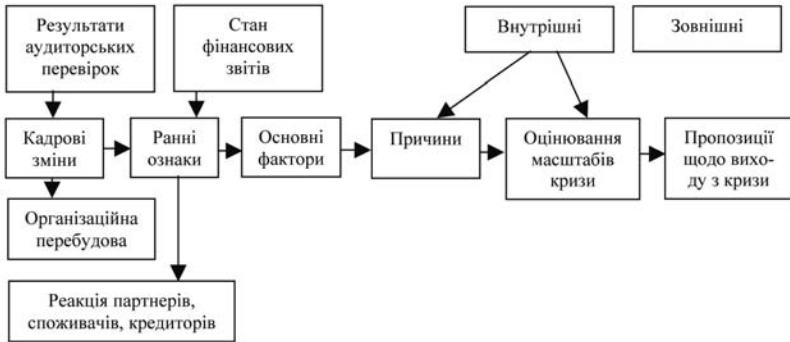 Результати
аудиторських
перевірок
Стан
фінансових
звітів
Внутрішні
Зовнішні
Кадрові
зміни
Ранні
ознаки
Основні
фактори
Причини
Оцінювання
масштабів
кризи
Пропозиції
щодо вихо-
ду з кризи
Організаційна
перебудова
Реакція партнерів,
споживачів, кредиторів